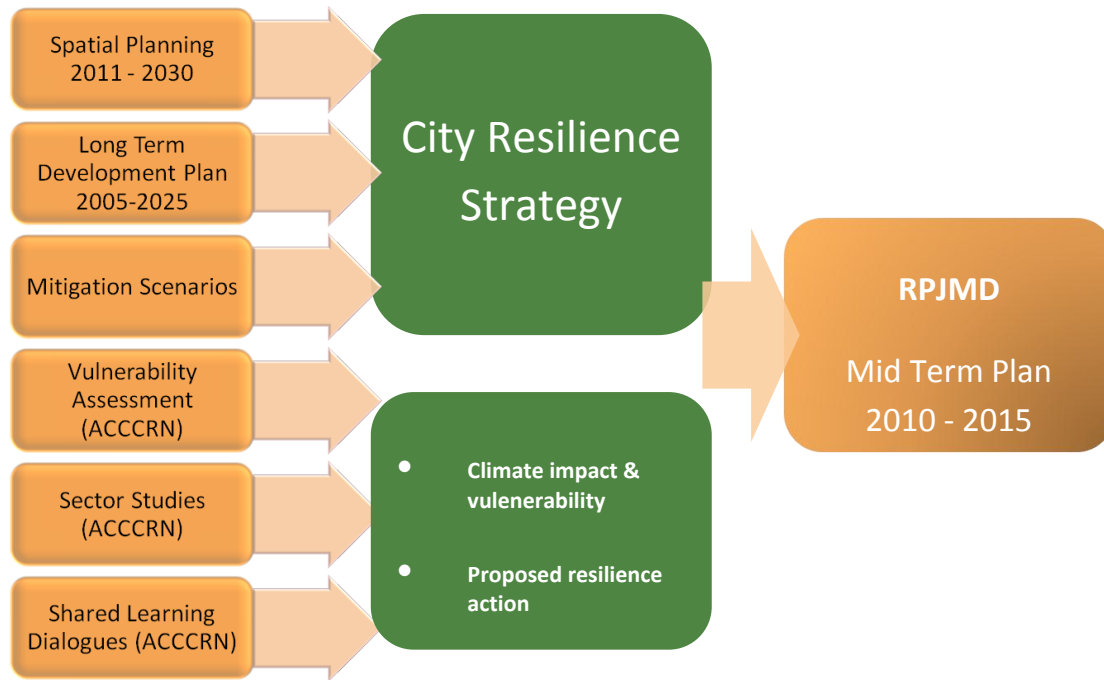 Spatial Planning
2011 - 2030
Long Term
Development Plan
2005-2025
Mitigation Scenarios
Vulnerability
Assessment
(ACCCRN)
Sector Studies
(ACCCRN)
Shared Learning
Dialogues (ACCCRN)
City Resilience
Strategy
• Climate impact &
vulenerability
• Proposed resilience
action
RPJMD
Mid Term Plan
2010 - 2015